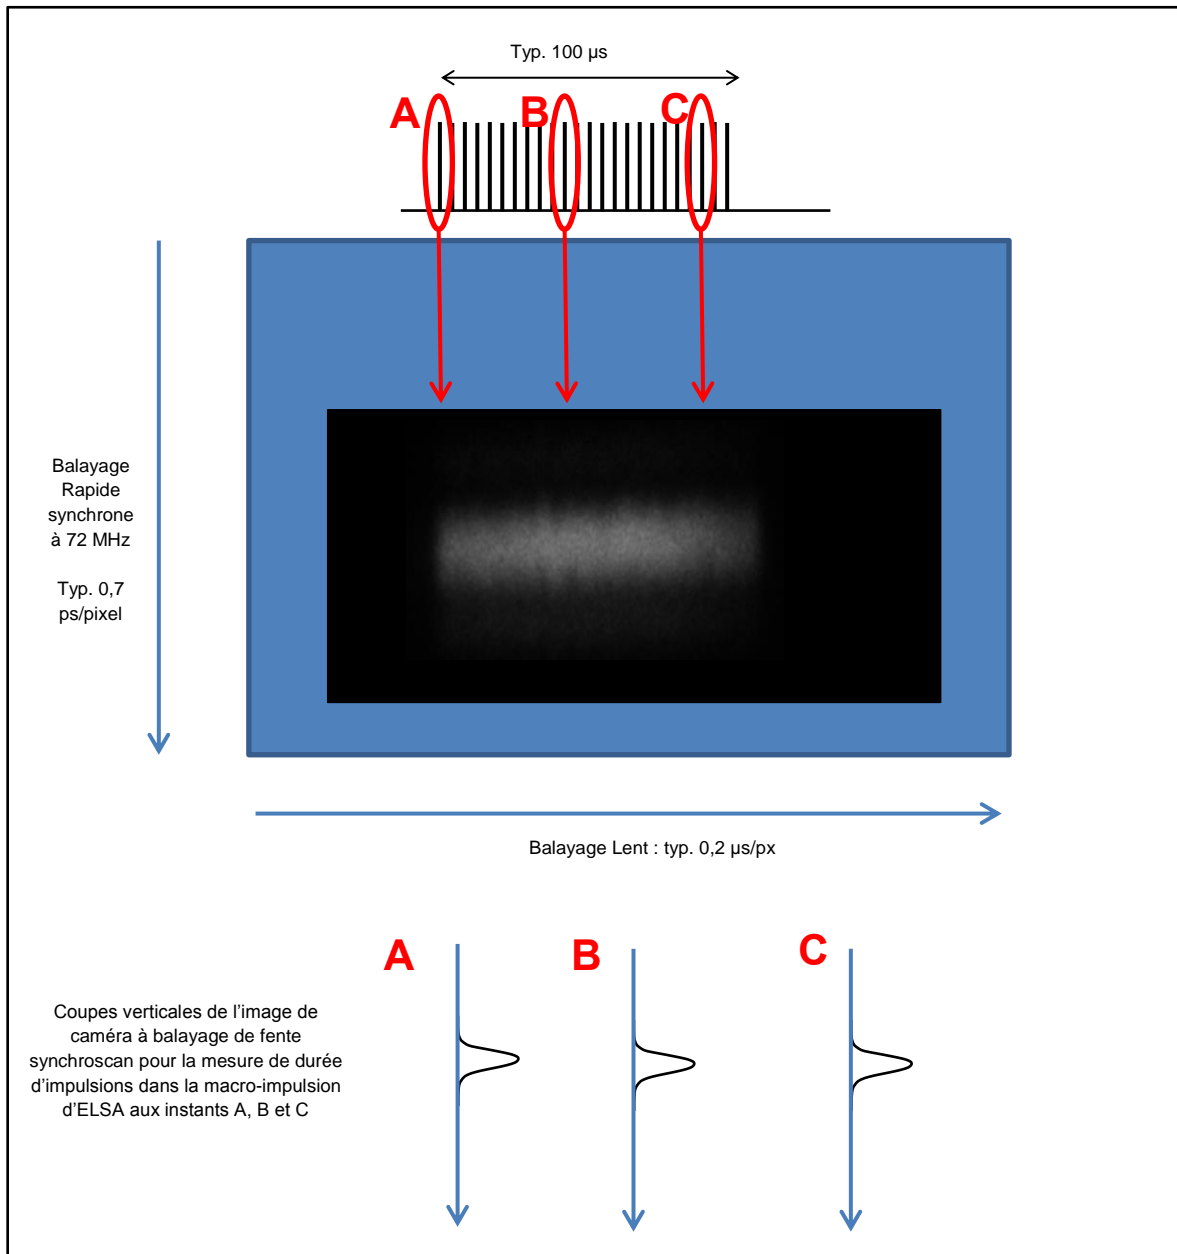 Typ. 100 µs
A
B
C
Balayage
Rapide
synchrone
à 72 MHz
Typ. 0,7
ps/pixel
Balayage Lent : typ. 0,2 µs/px
A
B
C
Coupes verticales de l'image de
caméra à balayage de fente
synchroscan pour la mesure de durée
d'impulsions dans la macro-impulsion
d'ELSA aux instants A, B et C